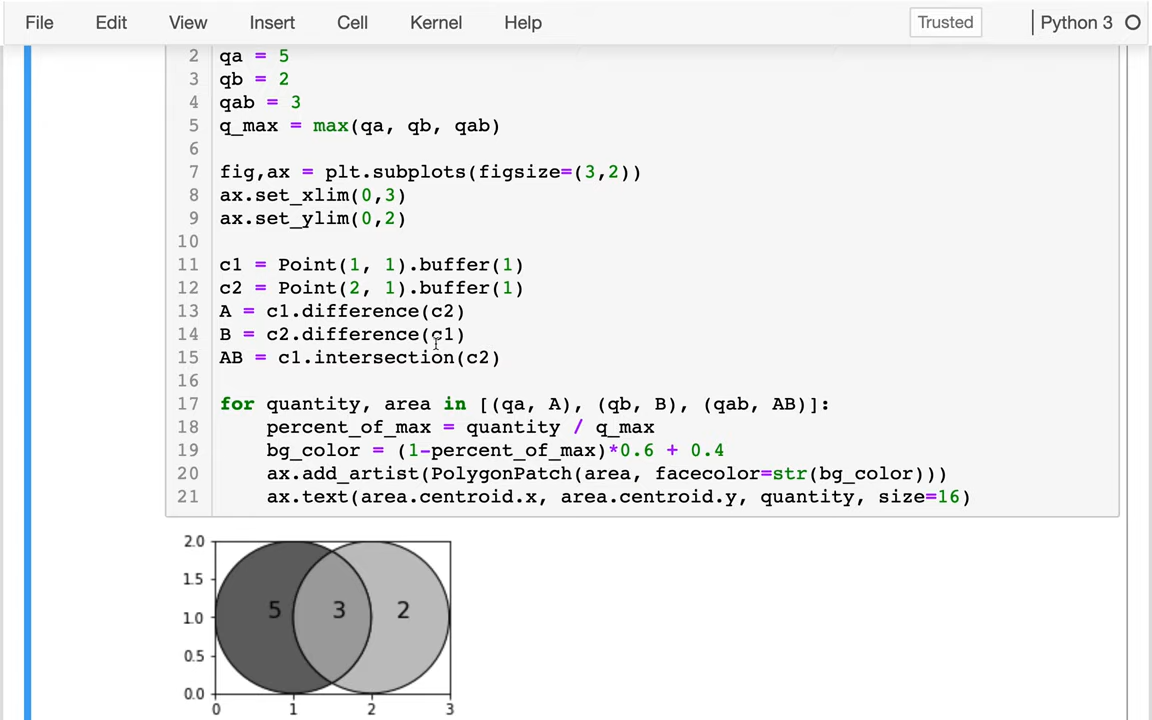 File Edit View Insert Cell Kernel Help Trusted Python 3
2 qa = 5
3 qb = 2
4 qab = 3
5 q_max = max(qa, qb, qab)
6
7 fig,ax = plt.subplots(figsize=(3,2))
8 ax.set_xlim(0,3)
9 ax.set_ylim(0,2)
10
11 c1 = Point(1, 1).buffer(1)
12 c2 = Point(2, 1).buffer(1)
13 A = c1.difference(c2)
14 B = c2.difference(c1)
15 AB = c1.intersection(c2)
16
17 for quantity, area in [(qa, A), (qb, B), (qab, AB)]:
18     percent_of_max = quantity / q_max
19     bg_color = (1-percent_of_max)*0.6 + 0.4
20     ax.add_artist(PolygonPatch(area, facecolor=str(bg_color)))
21     ax.text(area.centroid.x, area.centroid.y, quantity, size=16)
2.0
1.5
1.0 5 3 2
0.5
0.0
0 1 2 3